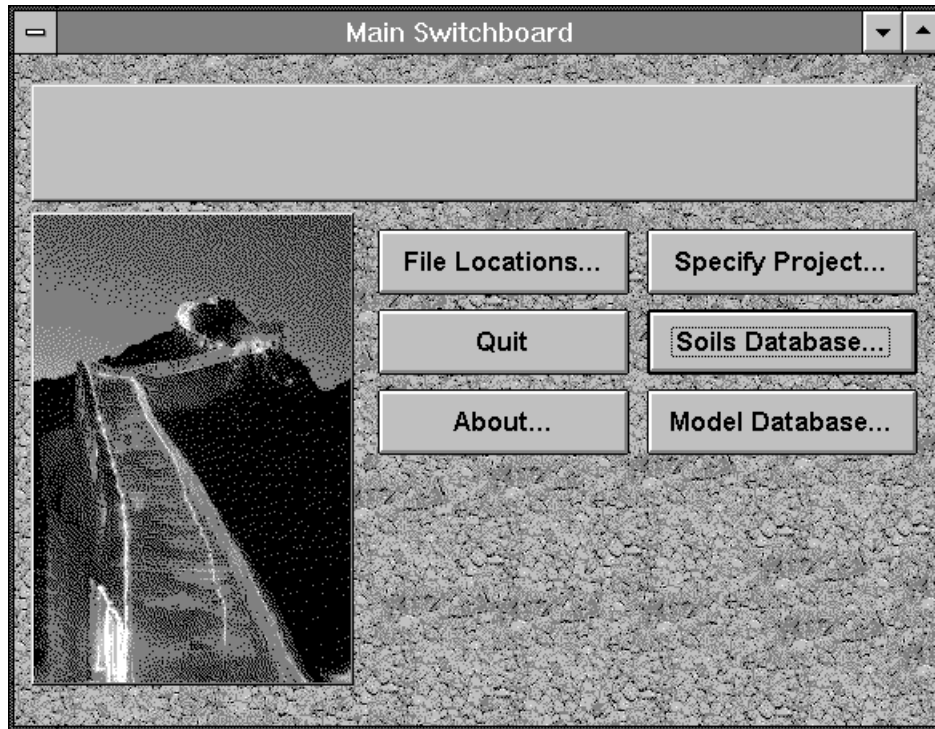 Main Switchboard
File Locations... Specify Project...
Quit Soils Database...
About... Model Database...